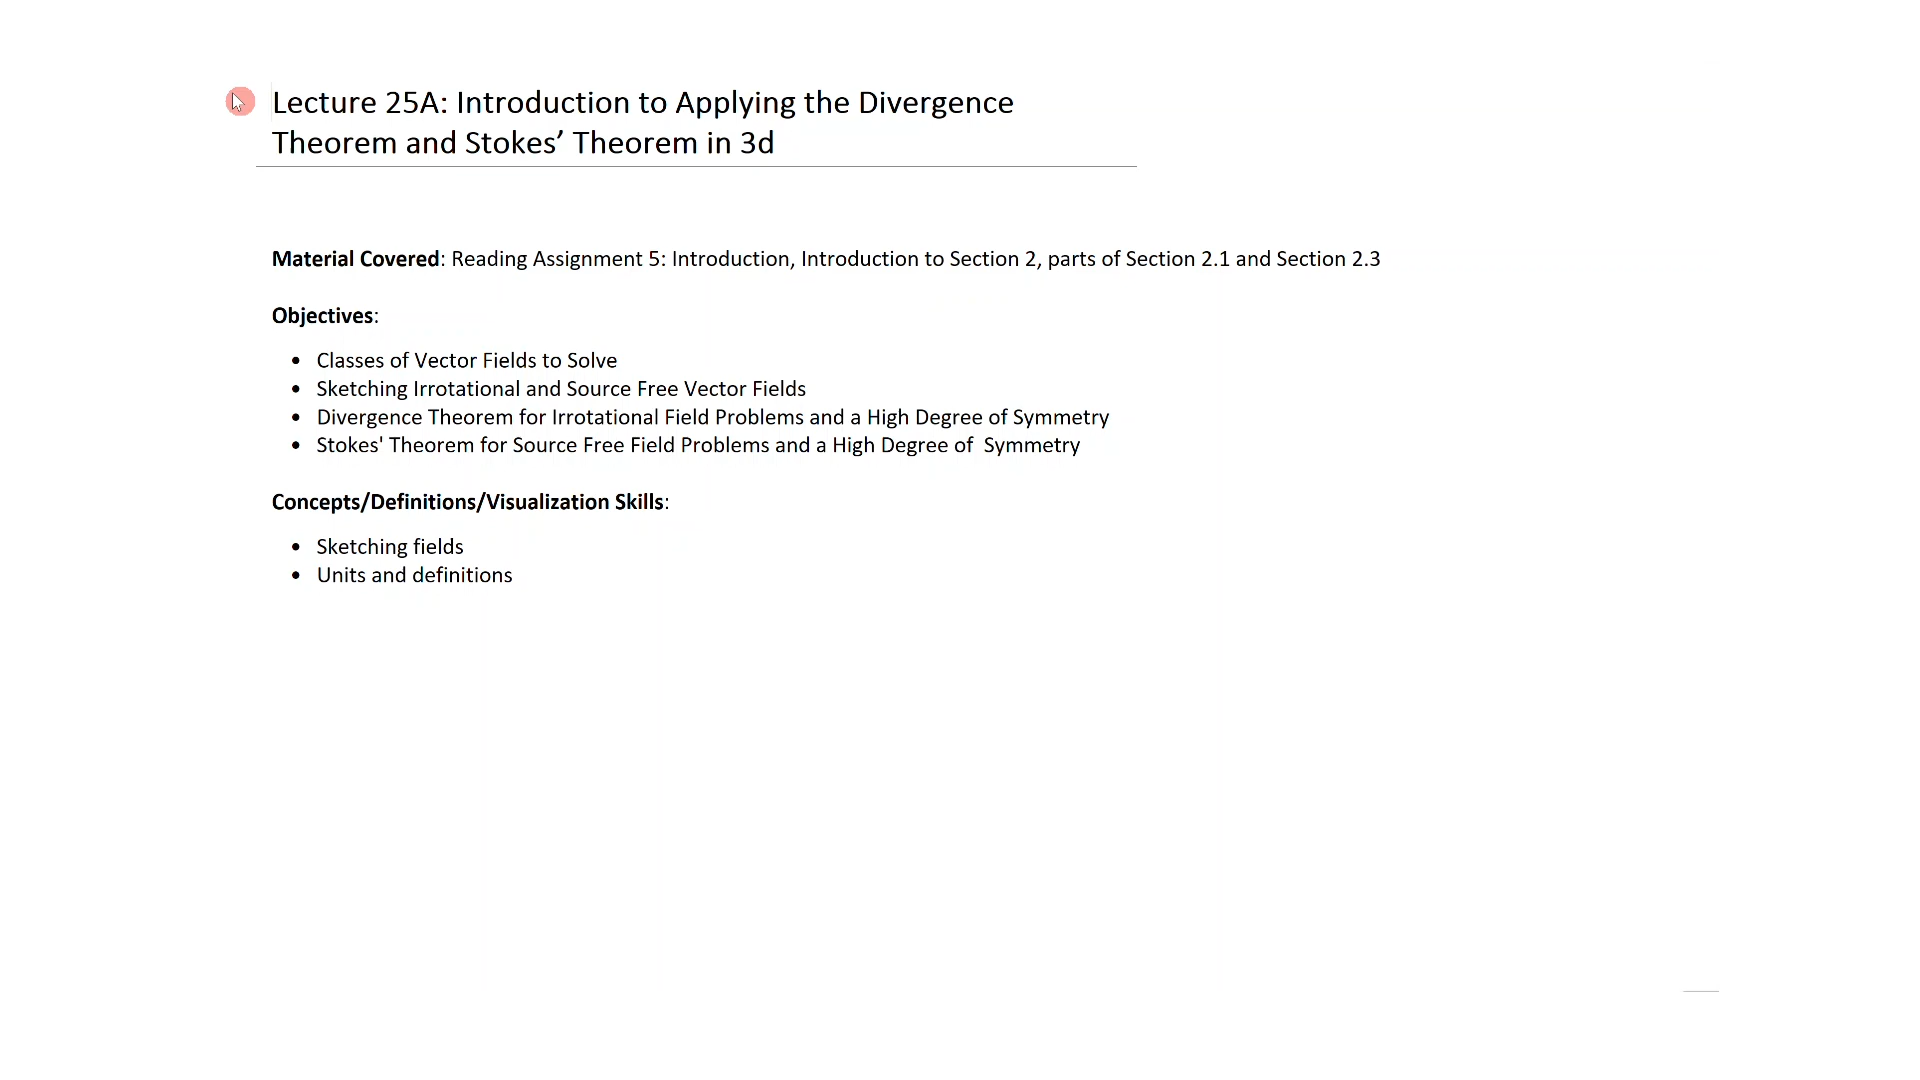 Lecture 25A: Introduction to Applying the Divergence
Theorem and Stokes’ Theorem in 3d
Material Covered: Reading Assignment 5: Introduction, Introduction to Section 2, parts of Section 2.1 and Section 2.3
Objectives:
• Classes of Vector Fields to Solve
• Sketching Irrotational and Source Free Vector Fields
• Divergence Theorem for Irrotational Field Problems and a High Degree of Symmetry
• Stokes' Theorem for Source Free Field Problems and a High Degree of  Symmetry
Concepts/Definitions/Visualization Skills:
• Sketching fields
• Units and definitions